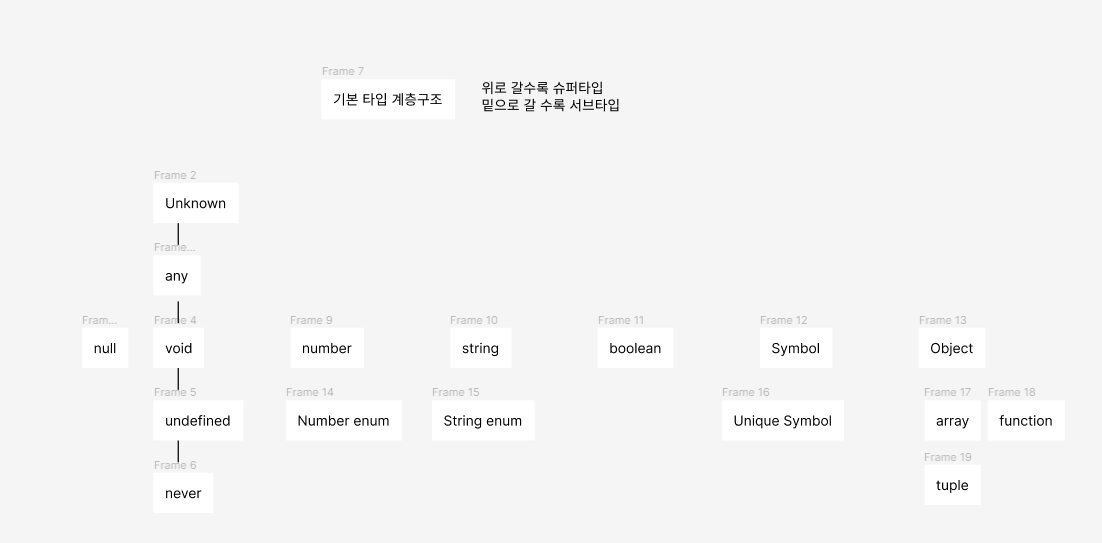 Frame 7
기본 타입 계층구조
위로 갈수록 슈퍼타입
밑으로 갈 수록 서브타입
Frame 2
Unknown
Frame...
any
Fram...
null
Frame 4
void
Frame 9
number
Frame 10
string
Frame 11
boolean
Frame 12
Symbol
Frame 13
Object
Frame 5
undefined
Frame 14
Number enum
Frame 15
String enum
Frame 16
Unique Symbol
Frame 17
array
Frame 18
function
Frame 6
never
Frame 19
tuple